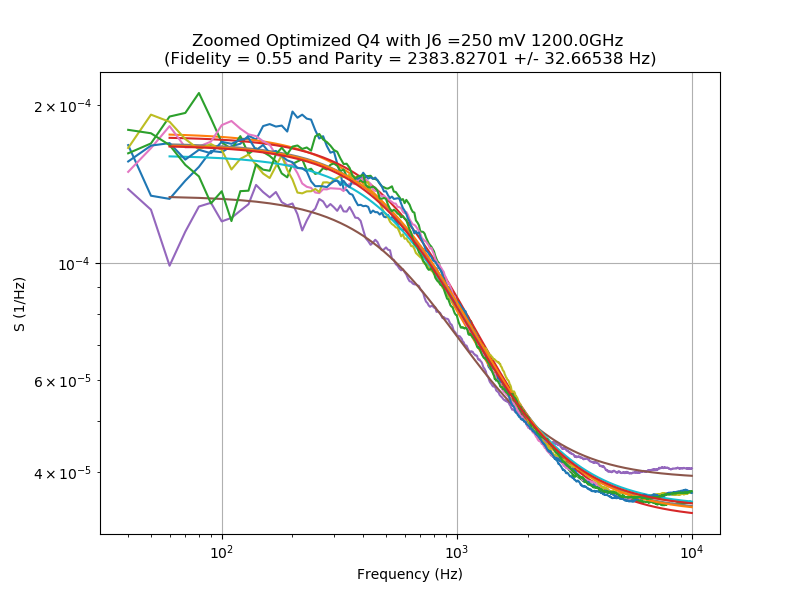 Zoomed Optimized Q4 with J6 =250 mV 1200.0GHz
(Fidelity = 0.55 and Parity = 2383.82701 +/- 32.66538 Hz)
2 × 10⁻⁴
10⁻⁴
6 × 10⁻⁵
4 × 10⁻⁵
S (1/Hz)
10² 10³ 10⁴
Frequency (Hz)